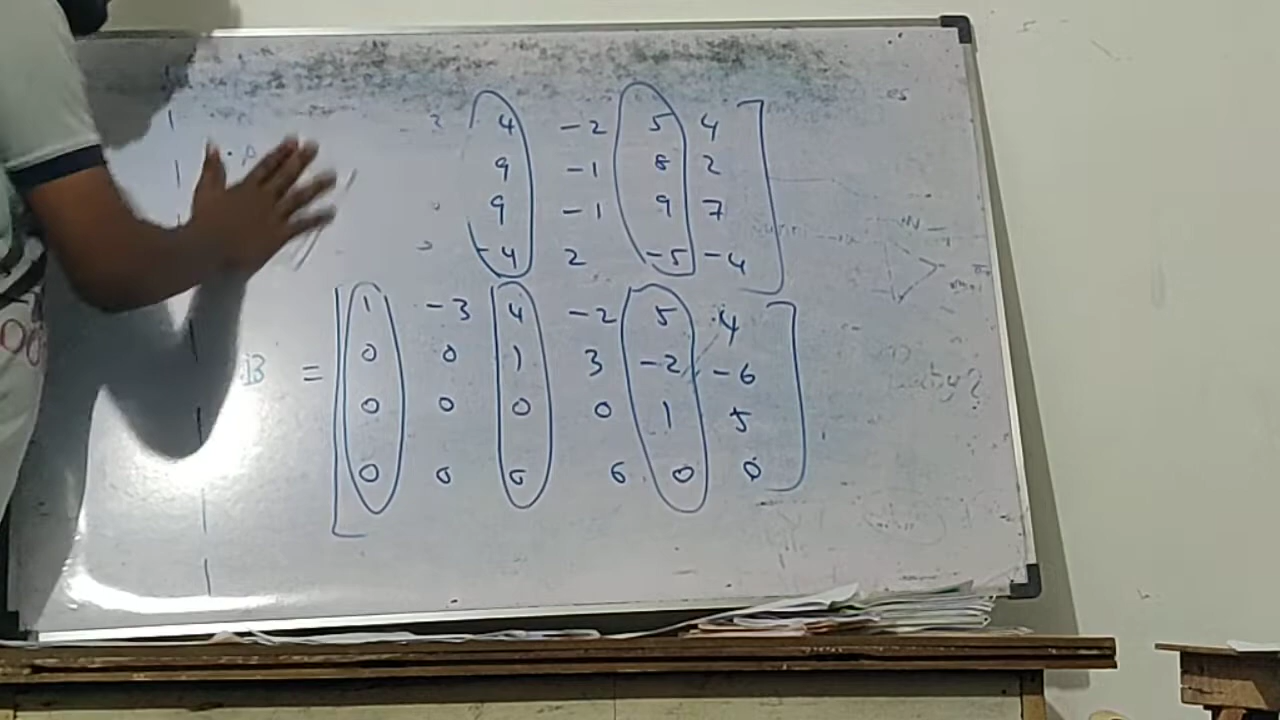 4 -2 5 4
9 -1 8 2
9 -1 9 7
-4 2 -5 -4
1 -3 4 -2 5 4
B = 0 0 1 3 -2 -6
0 0 0 0 1 5
0 0 0 0 0 0